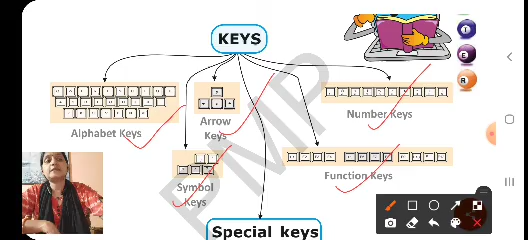 KEYS
I
E
R
Alphabet Keys
Arrow
Keys
Number Keys
Symbol
Keys
Function Keys
Special keys
PMP